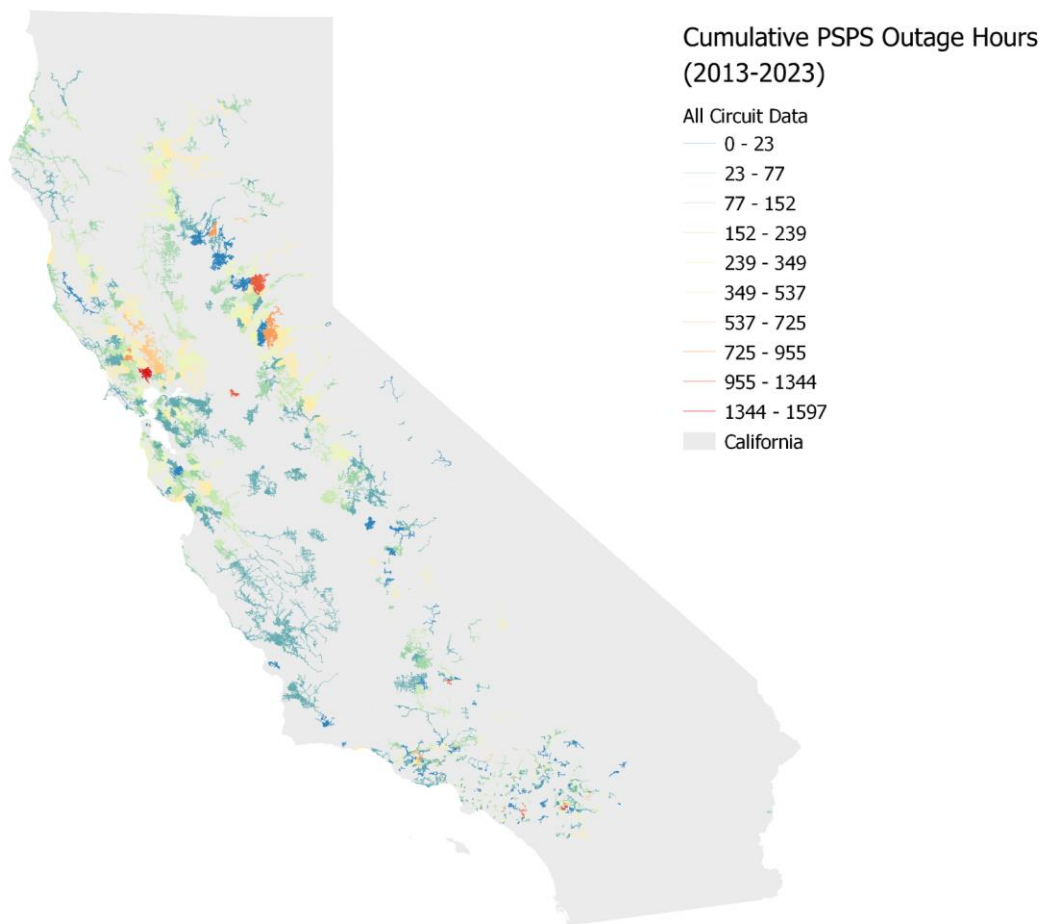 Cumulative PSPS Outage Hours
(2013-2023)
All Circuit Data
0 - 23
23 - 77
77 - 152
152 - 239
239 - 349
349 - 537
537 - 725
725 - 955
955 - 1344
1344 - 1597
California